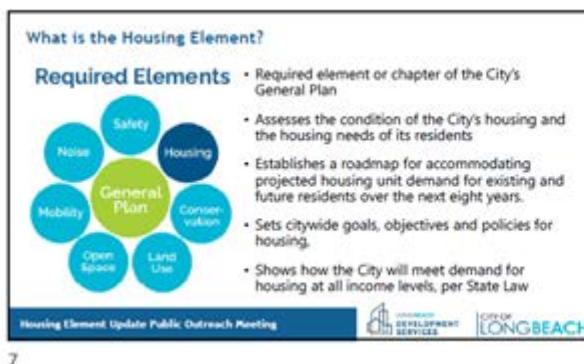 What is the Housing Element?
Required Elements
Safety
Housing
Conser-
vation
Land
Use
Open
Space
Mobility
Noise
General
Plan
• Required element or chapter of the City's
General Plan
• Assesses the condition of the City's housing and
the housing needs of its residents
• Establishes a roadmap for accommodating
projected housing unit demand for existing and
future residents over the next eight years.
• Sets citywide goals, objectives and policies for
housing,
• Shows how the City will meet demand for
housing at all income levels, per State Law
Housing Element Update Public Outreach Meeting
LONG BEACH
DEVELOPMENT
SERVICES
CITY OF
LONGBEACH
7